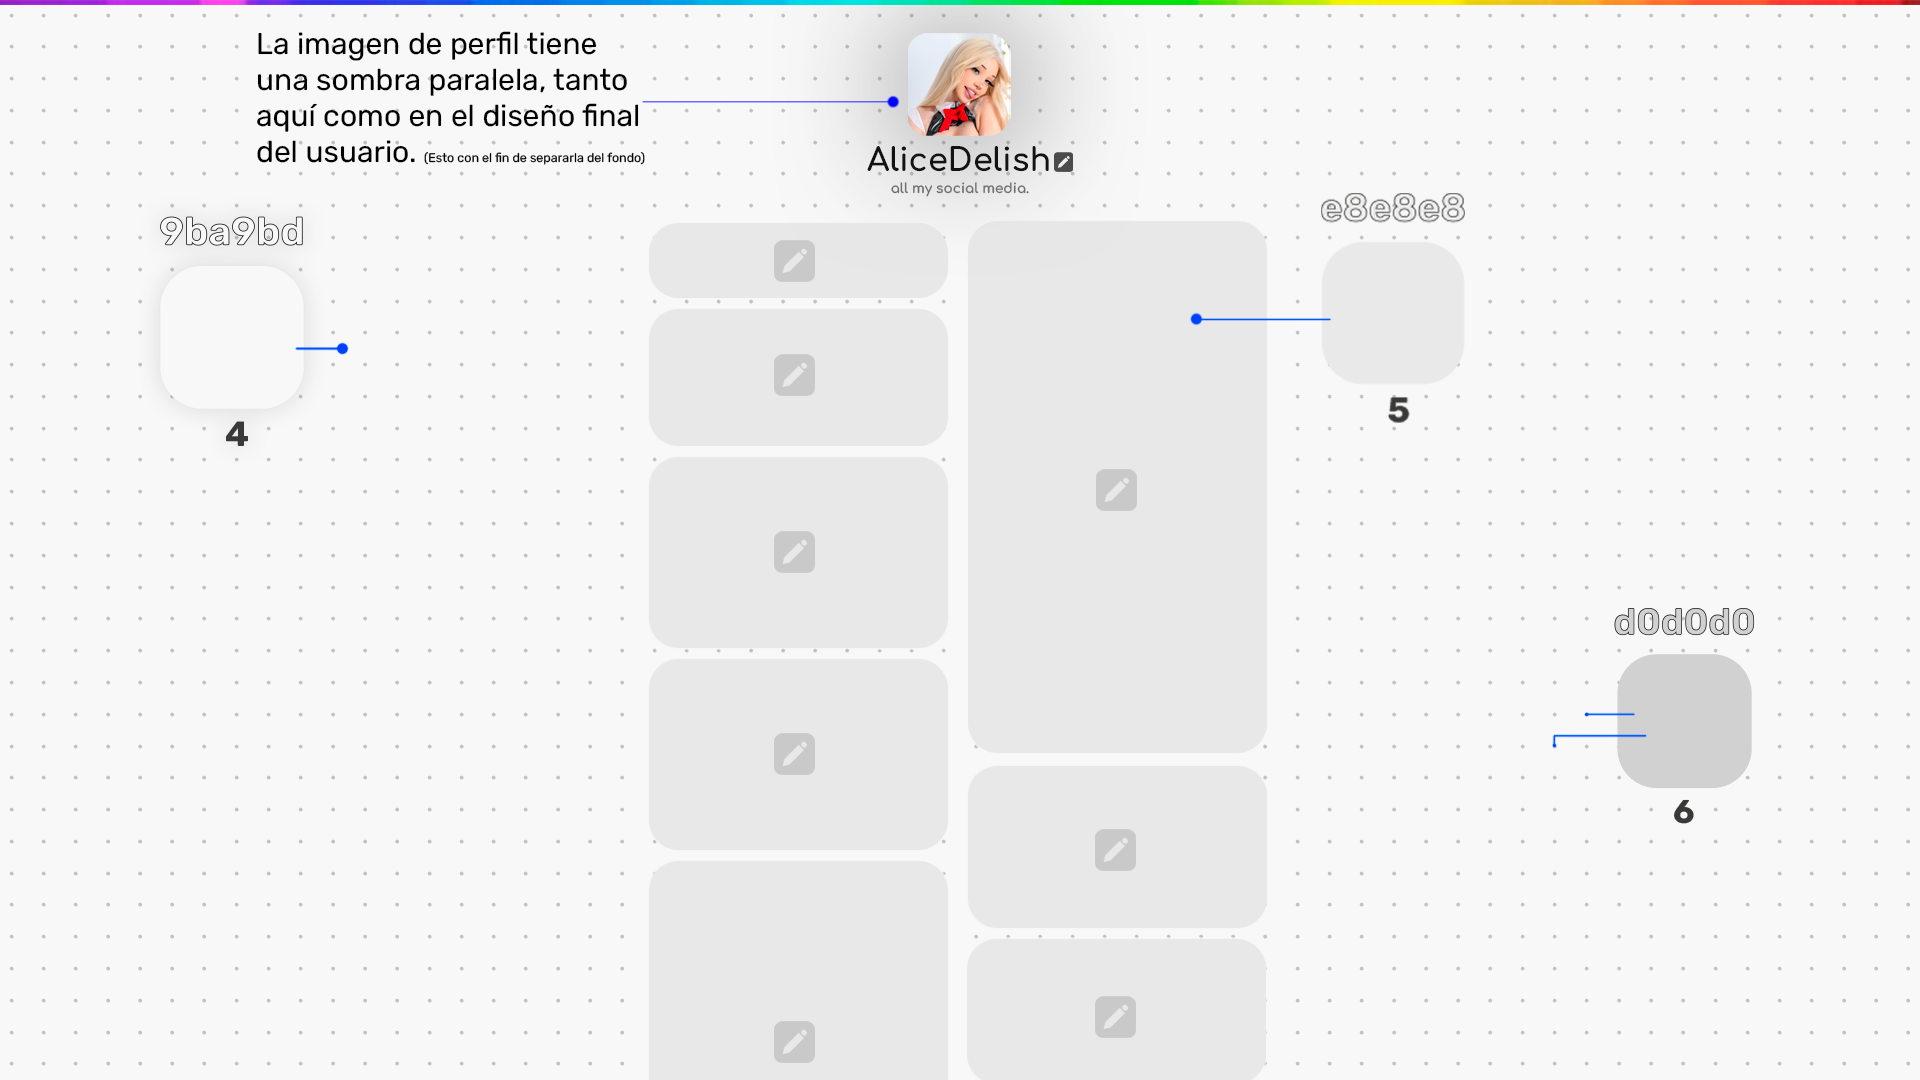 La imagen de perfil tiene
una sombra paralela, tanto
aquí como en el diseño final
del usuario. (Esto con el fin de separarla del fondo)
AliceDelish
all my social media.
9ba9bd
4
e8e8e8
5
d0d0d0
6